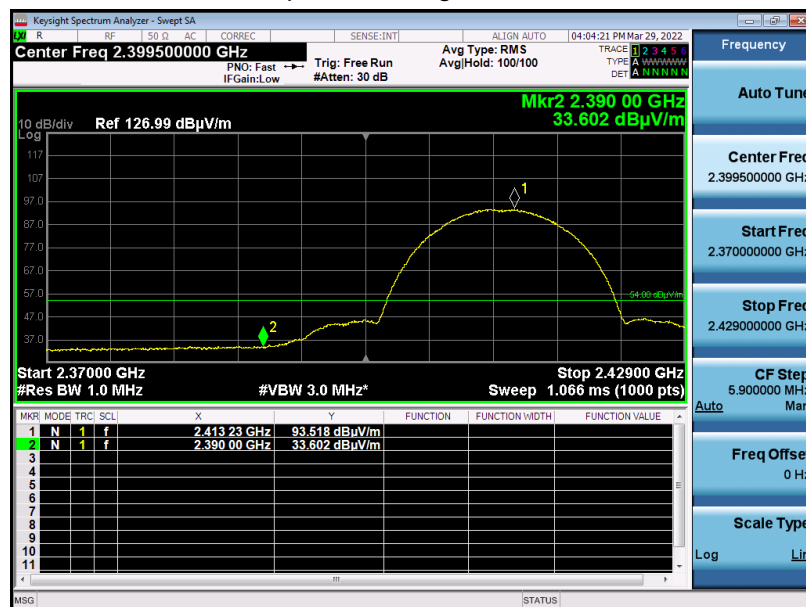 Keysight Spectrum Analyzer - Swept SA
LXI R RF 50 Ω AC CORREC SENSE:INT ALIGN AUTO 04:04:21 PM Mar 29, 2022
Center Freq 2.399500000 GHz
PNO: Fast
IFGain:Low
Trig: Free Run
#Atten: 30 dB
Avg Type: RMS
Avg|Hold: 100/100
TRACE 1 2 3 4 5 6
TYPE A WWWWW
DET A N N N N N
Mkr2 2.390 00 GHz
33.602 dBµV/m
10 dB/div Ref 126.99 dBµV/m
Log
117
107
97.0
87.0
77.0
67.0
57.0
47.0
37.0
1
2
54.00 dBµV/m
Start 2.37000 GHz Stop 2.42900 GHz
#Res BW 1.0 MHz #VBW 3.0 MHz* Sweep 1.066 ms (1000 pts)
MKR MODE TRC SCL X Y FUNCTION FUNCTION WIDTH FUNCTION VALUE
1 N 1 f 2.413 23 GHz 93.518 dBµV/m
2 N 1 f 2.390 00 GHz 33.602 dBµV/m
3
4
5
6
7
8
9
10
11
MSG STATUS
Frequency
Auto Tune
Center Freq
2.399500000 GHz
Start Freq
2.370000000 GHz
Stop Freq
2.429000000 GHz
CF Step
5.900000 MHz
Auto Man
Freq Offset
0 Hz
Scale Type
Log Lin